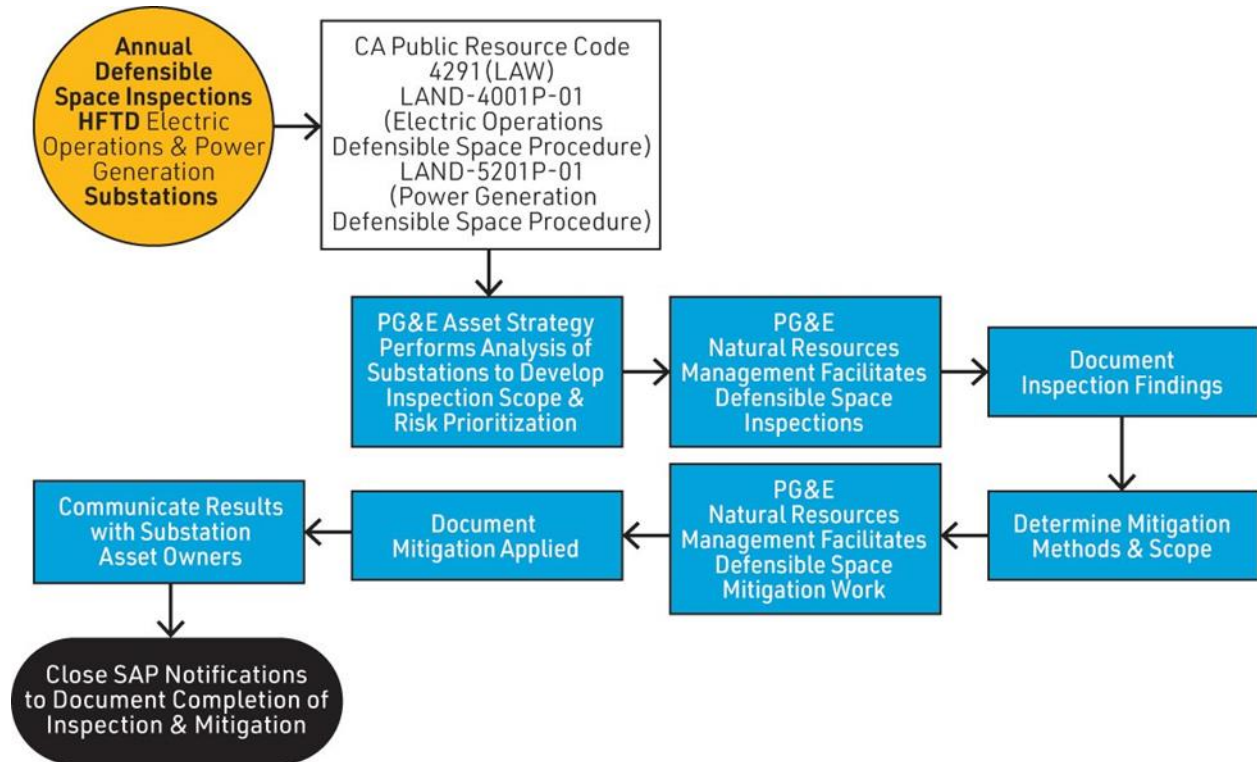 Annual
Defensible
Space Inspections
HFTD Electric
Operations & Power
Generation
Substations
CA Public Resource Code
4291(LAW)
LAND-4001P-01
(Electric Operations
Defensible Space Procedure)
LAND-5201P-01
(Power Generation
Defensible Space Procedure)
PG&E Asset Strategy
Performs Analysis of
Substations to Develop
Inspection Scope &
Risk Prioritization
PG&E
Natural Resources
Management Facilitates
Defensible Space
Inspections
Document
Inspection Findings
Determine Mitigation
Methods & Scope
PG&E
Natural Resources
Management Facilitates
Defensible Space
Mitigation Work
Document
Mitigation Applied
Communicate Results
with Substation
Asset Owners
Close SAP Notifications
to Document Completion of
Inspection & Mitigation